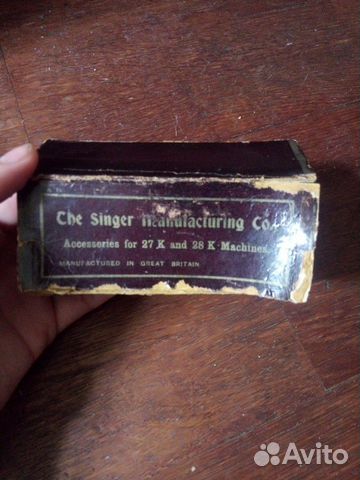 The Singer Manufacturing Co.
Accessories for 27 K and 28 K Machines.
MANUFACTURED IN GREAT BRITAIN
Avito